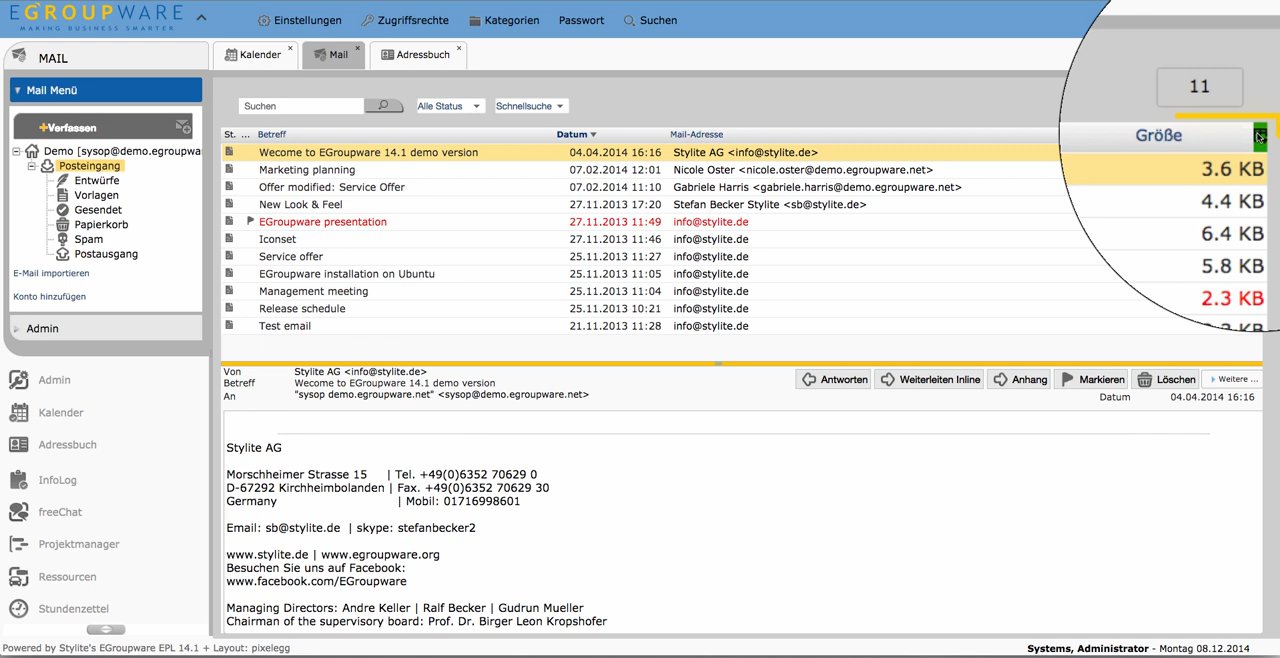 EGROUPWARE
MAKING BUSINESS SMARTER
Einstellungen Zugriffsrechte Kategorien Passwort Suchen
MAIL
Kalender × Mail × Adressbuch ×
Mail Menü
+Verfassen
Demo [sysop@demo.egroupwa
Posteingang
Entwürfe
Vorlagen
Gesendet
Papierkorb
Spam
Postausgang
E-Mail importieren
Konto hinzufügen
Admin
Admin
Kalender
Adressbuch
InfoLog
freeChat
Projektmanager
Ressourcen
Stundenzettel
Suchen Alle Status Schnellsuche
11
St. ... Betreff Datum Mail-Adresse Größe
Wecome to EGroupware 14.1 demo version 04.04.2014 16:16 Stylite AG <info@stylite.de> 3.6 KB
Marketing planning 07.02.2014 12:01 Nicole Oster <nicole.oster@demo.egroupware.net> 4.4 KB
Offer modified: Service Offer 07.02.2014 11:10 Gabriele Harris <gabriele.harris@demo.egroupware.net> 6.4 KB
New Look & Feel 27.11.2013 17:20 Stefan Becker Stylite <sb@stylite.de> 5.8 KB
EGroupware presentation 27.11.2013 11:49 info@stylite.de 2.3 KB
Iconset 27.11.2013 11:46 info@stylite.de
Service offer 25.11.2013 11:27 info@stylite.de
EGroupware installation on Ubuntu 25.11.2013 11:05 info@stylite.de
Management meeting 25.11.2013 11:04 info@stylite.de
Release schedule 25.11.2013 10:21 info@stylite.de
Test email 21.11.2013 11:28 info@stylite.de
Von Stylite AG <info@stylite.de>
Betreff Wecome to EGroupware 14.1 demo version
An "sysop demo.egroupware.net" <sysop@demo.egroupware.net>
Antworten Weiterleiten Inline Anhang Markieren Löschen Weitere ...
Datum 04.04.2014 16:16
Stylite AG
Morschheimer Strasse 15 | Tel. +49(0)6352 70629 0
D-67292 Kirchheimbolanden | Fax. +49(0)6352 70629 30
Germany | Mobil: 01716998601
Email: sb@stylite.de | skype: stefanbecker2
www.stylite.de | www.egroupware.org
Besuchen Sie uns auf Facebook:
www.facebook.com/EGroupware
Managing Directors: Andre Keller | Ralf Becker | Gudrun Mueller
Chairman of the supervisory board: Prof. Dr. Birger Leon Kropshofer
Powered by Stylite's EGroupware EPL 14.1 + Layout: pixelegg
Systems, Administrator - Montag 08.12.2014